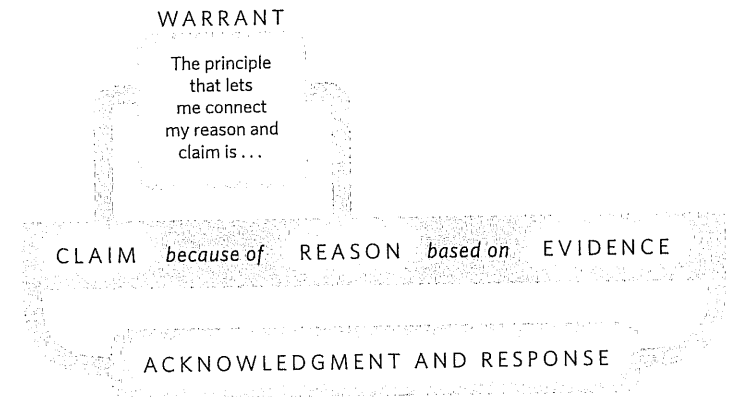 WARRANT
The principle
that lets
me connect
my reason and
claim is . . .
CLAIM because of REASON based on EVIDENCE
ACKNOWLEDGMENT AND RESPONSE